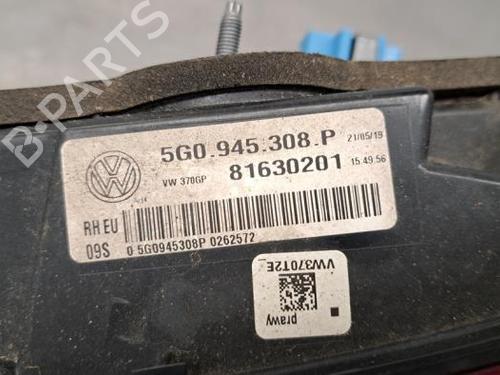 B-PARTS
5G0.945.308.P
21/05/19
VW 370GP
81630201
15.49.56
RH EU
09S
0 5G0945308P 0262572
VW370T2E
prawy